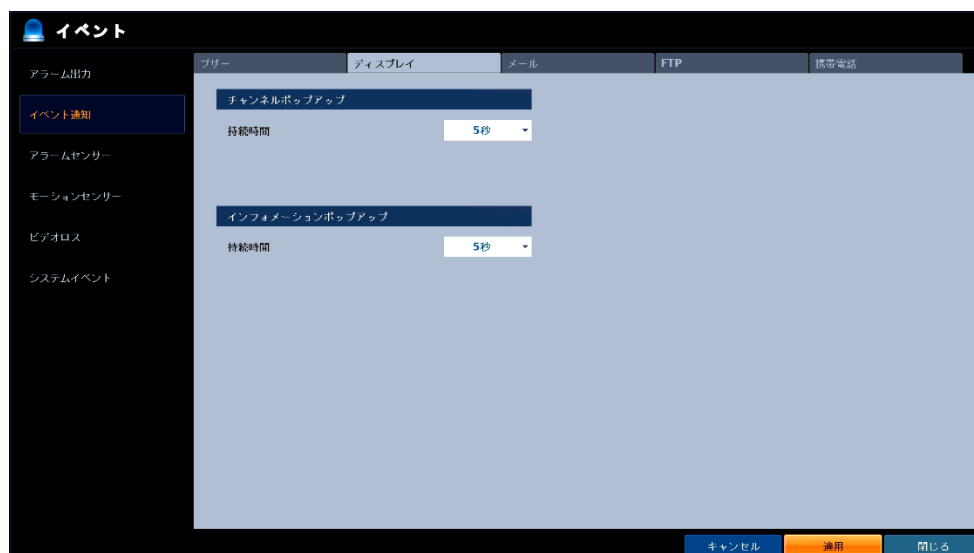 イベント
アラーム出力
イベント通知
アラームセンサー
モーションセンサー
ビデオロス
システムイベント
ブザー ディスプレイ メール FTP 携帯電話
チャンネルポップアップ
持続時間 5秒
インフォメーションポップアップ
持続時間 5秒
キャンセル 適用 閉じる